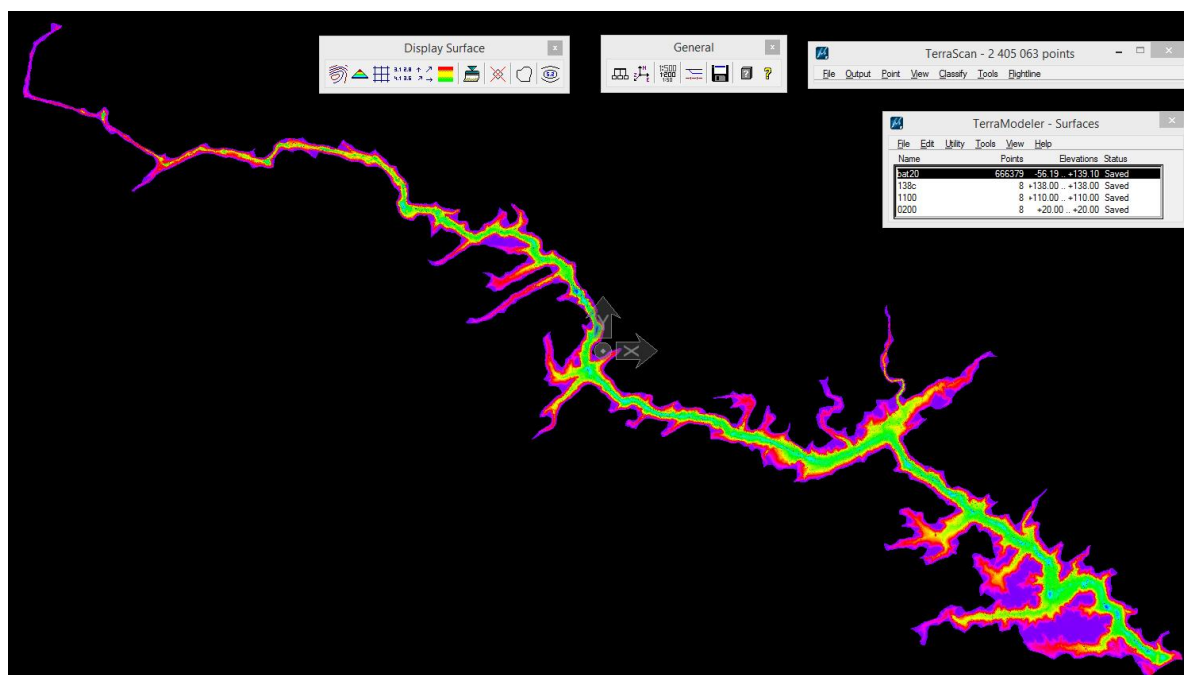 Display Surface
General
TerraScan - 2 405 063 points
File Output Point View Classify Tools Flightline
TerraModeler - Surfaces
File Edit Utility Tools View Help
Name Points Elevations Status
bat20 666379 -56.19 .. +139.10 Saved
138c 8 +138.00 .. +138.00 Saved
1100 8 +110.00 .. +110.00 Saved
0200 8 +20.00 .. +20.00 Saved
Y
X